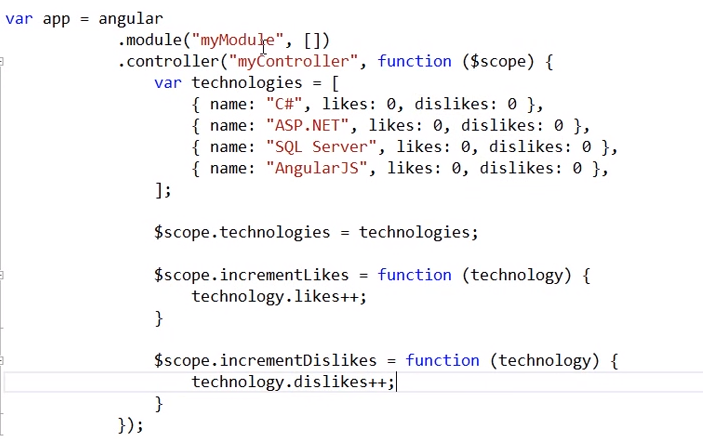 var app = angular
.module("myModule", [])
.controller("myController", function ($scope) {
var technologies = [
{ name: "C#", likes: 0, dislikes: 0 },
{ name: "ASP.NET", likes: 0, dislikes: 0 },
{ name: "SQL Server", likes: 0, dislikes: 0 },
{ name: "AngularJS", likes: 0, dislikes: 0 },
];
$scope.technologies = technologies;
$scope.incrementLikes = function (technology) {
technology.likes++;
}
$scope.incrementDislikes = function (technology) {
technology.dislikes++;
}
});